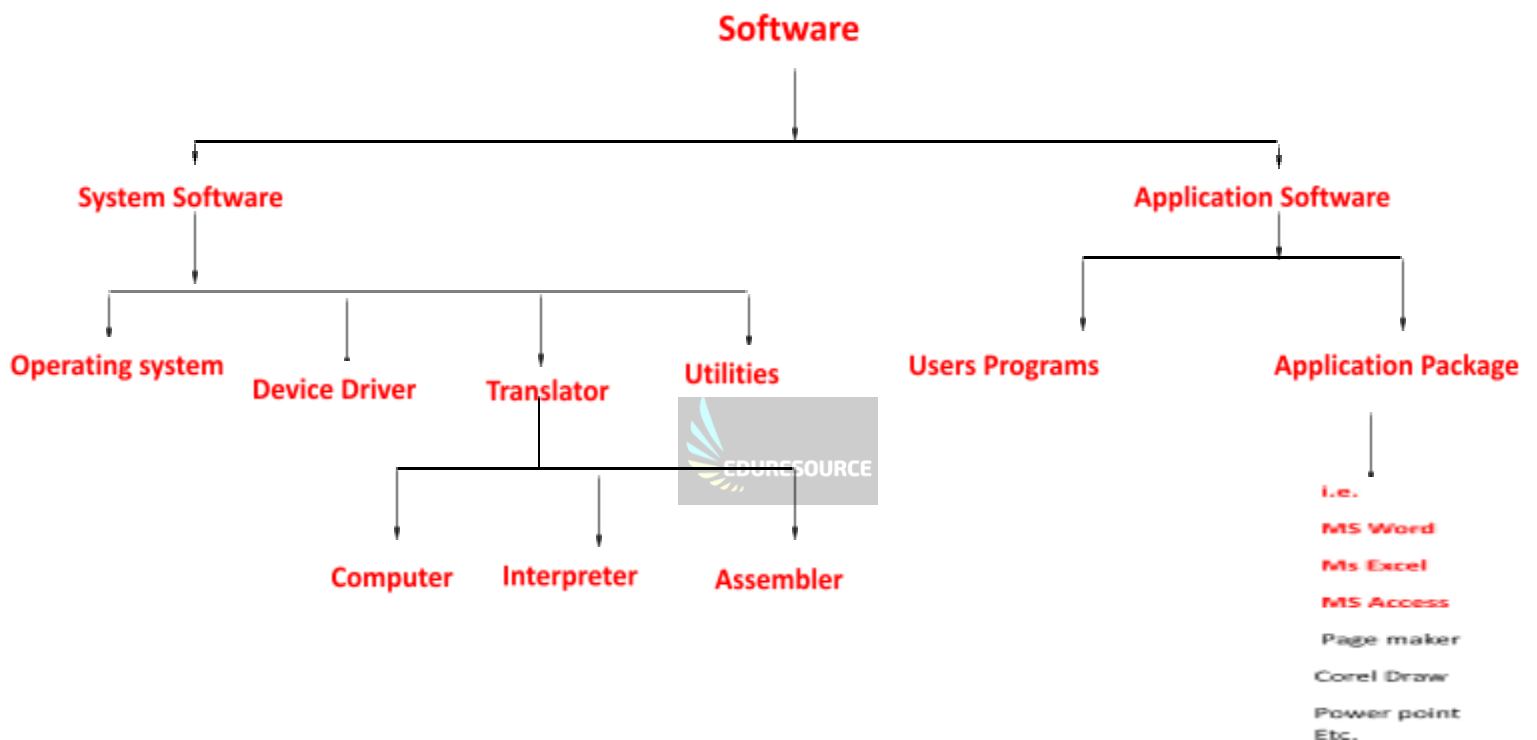 Software
System Software
Application Software
Operating system
Device Driver
Translator
Utilities
Users Programs
Application Package
EDURESOURCE
Computer
Interpreter
Assembler
i.e.
MS Word
Ms Excel
MS Access
Page maker
Corel Draw
Power point
Etc.